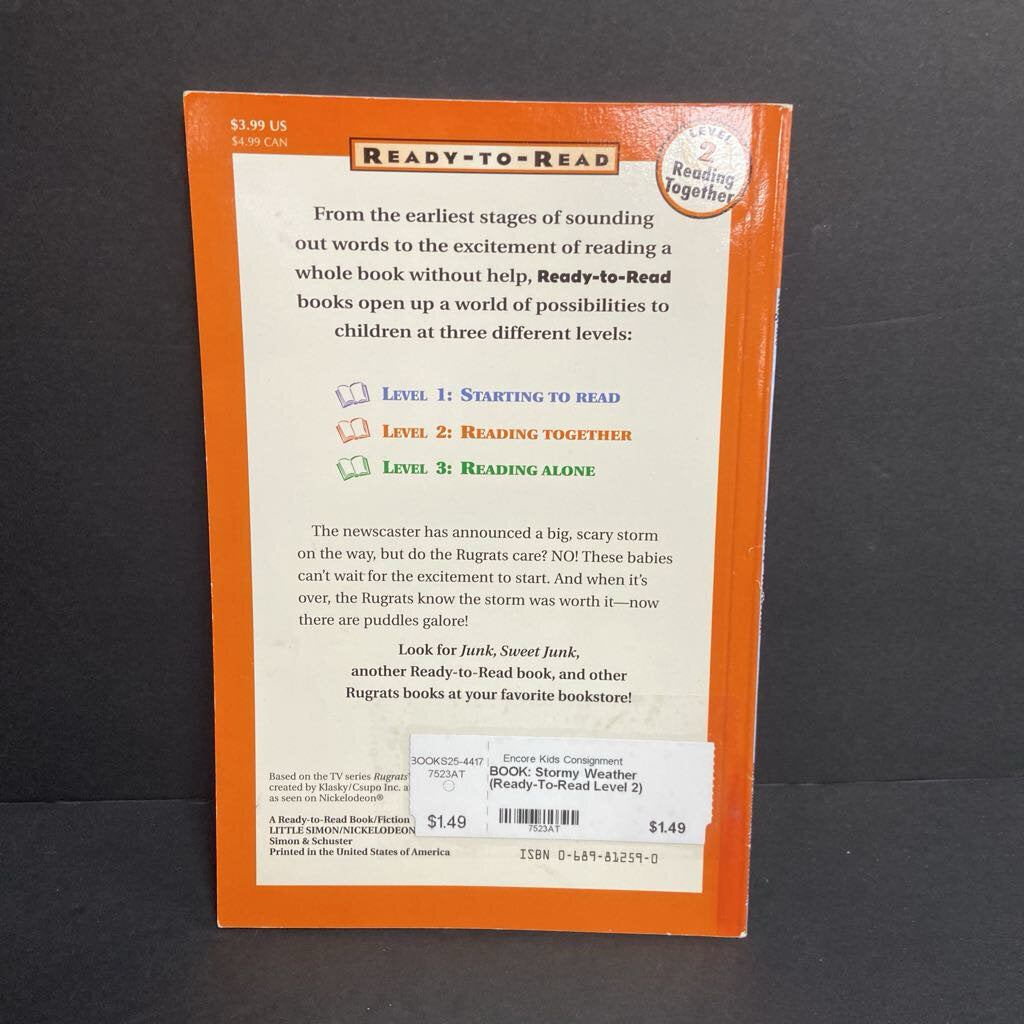 $3.99 US
$4.99 CAN
READY-TO-READ
LEVEL
2
Reading
Together
From the earliest stages of sounding
out words to the excitement of reading a
whole book without help, Ready-to-Read
books open up a world of possibilities to
children at three different levels:
LEVEL 1: STARTING TO READ
LEVEL 2: READING TOGETHER
LEVEL 3: READING ALONE
The newscaster has announced a big, scary storm
on the way, but do the Rugrats care? NO! These babies
can't wait for the excitement to start. And when it's
over, the Rugrats know the storm was worth it—now
there are puddles galore!
Look for Junk, Sweet Junk,
another Ready-to-Read book, and other
Rugrats books at your favorite bookstore!
Based on the TV series Rugrats
created by Klasky/Csupo Inc. a
as seen on Nickelodeon®
A Ready-to-Read Book/Fiction
LITTLE SIMON/NICKELODEON
Simon & Schuster
Printed in the United States of America
BOOKS25-4417
7523AT
$1.49
Encore Kids Consignment
BOOK: Stormy Weather
(Ready-To-Read Level 2)
7523AT
$1.49
ISBN 0-689-81259-0